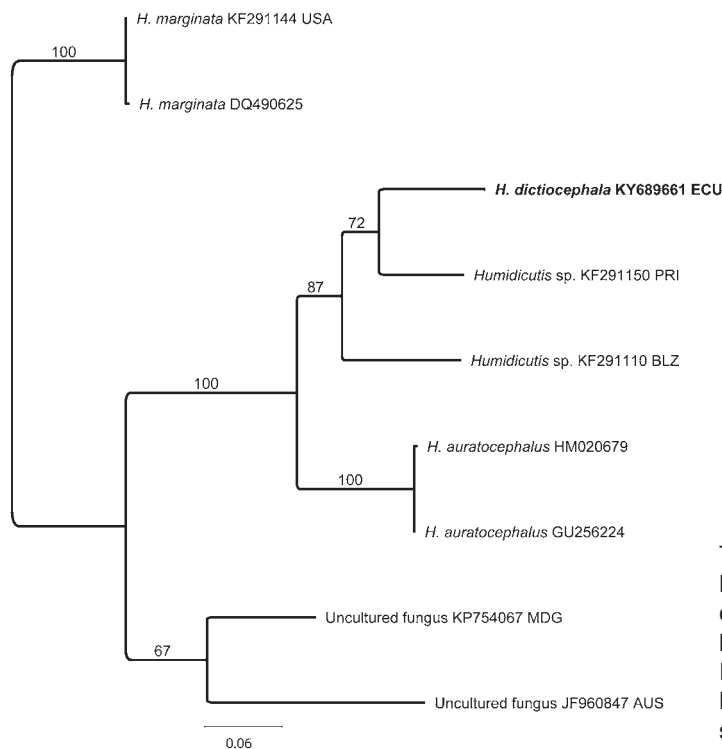 H. marginata KF291144 USA
100
H. marginata DQ490625
H. dictiocephala KY689661 ECU
72
Humidicutis sp. KF291150 PRI
87
Humidicutis sp. KF291110 BLZ
100
H. auratocephalus HM020679
100
H. auratocephalus GU256224
Uncultured fungus KP754067 MDG
67
Uncultured fungus JF960847 AUS
0.06